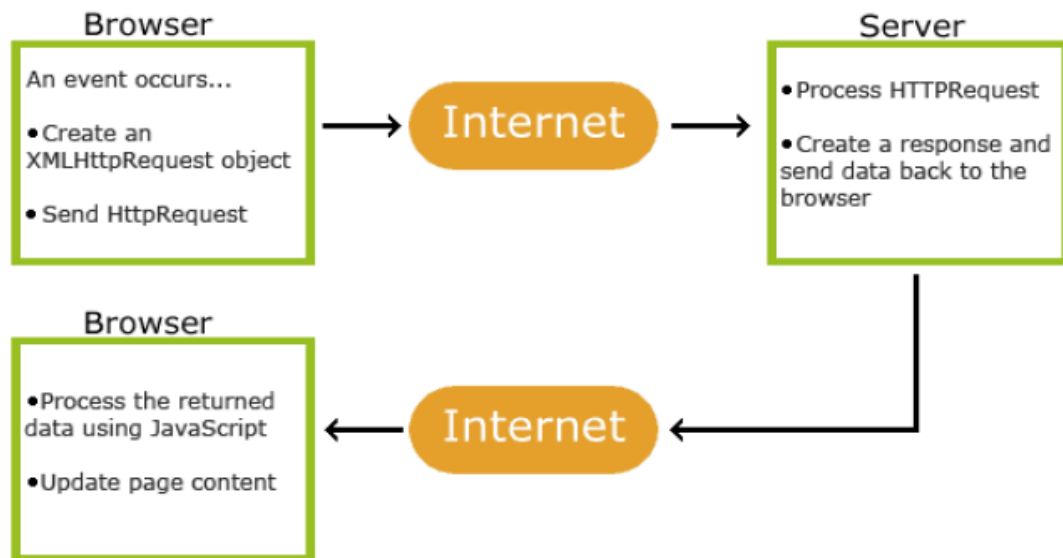 Browser
An event occurs...
•Create an
XMLHttpRequest object
•Send HttpRequest
Internet
Server
•Process HTTPRequest
•Create a response and
send data back to the
browser
Browser
•Process the returned
data using JavaScript
•Update page content
Internet